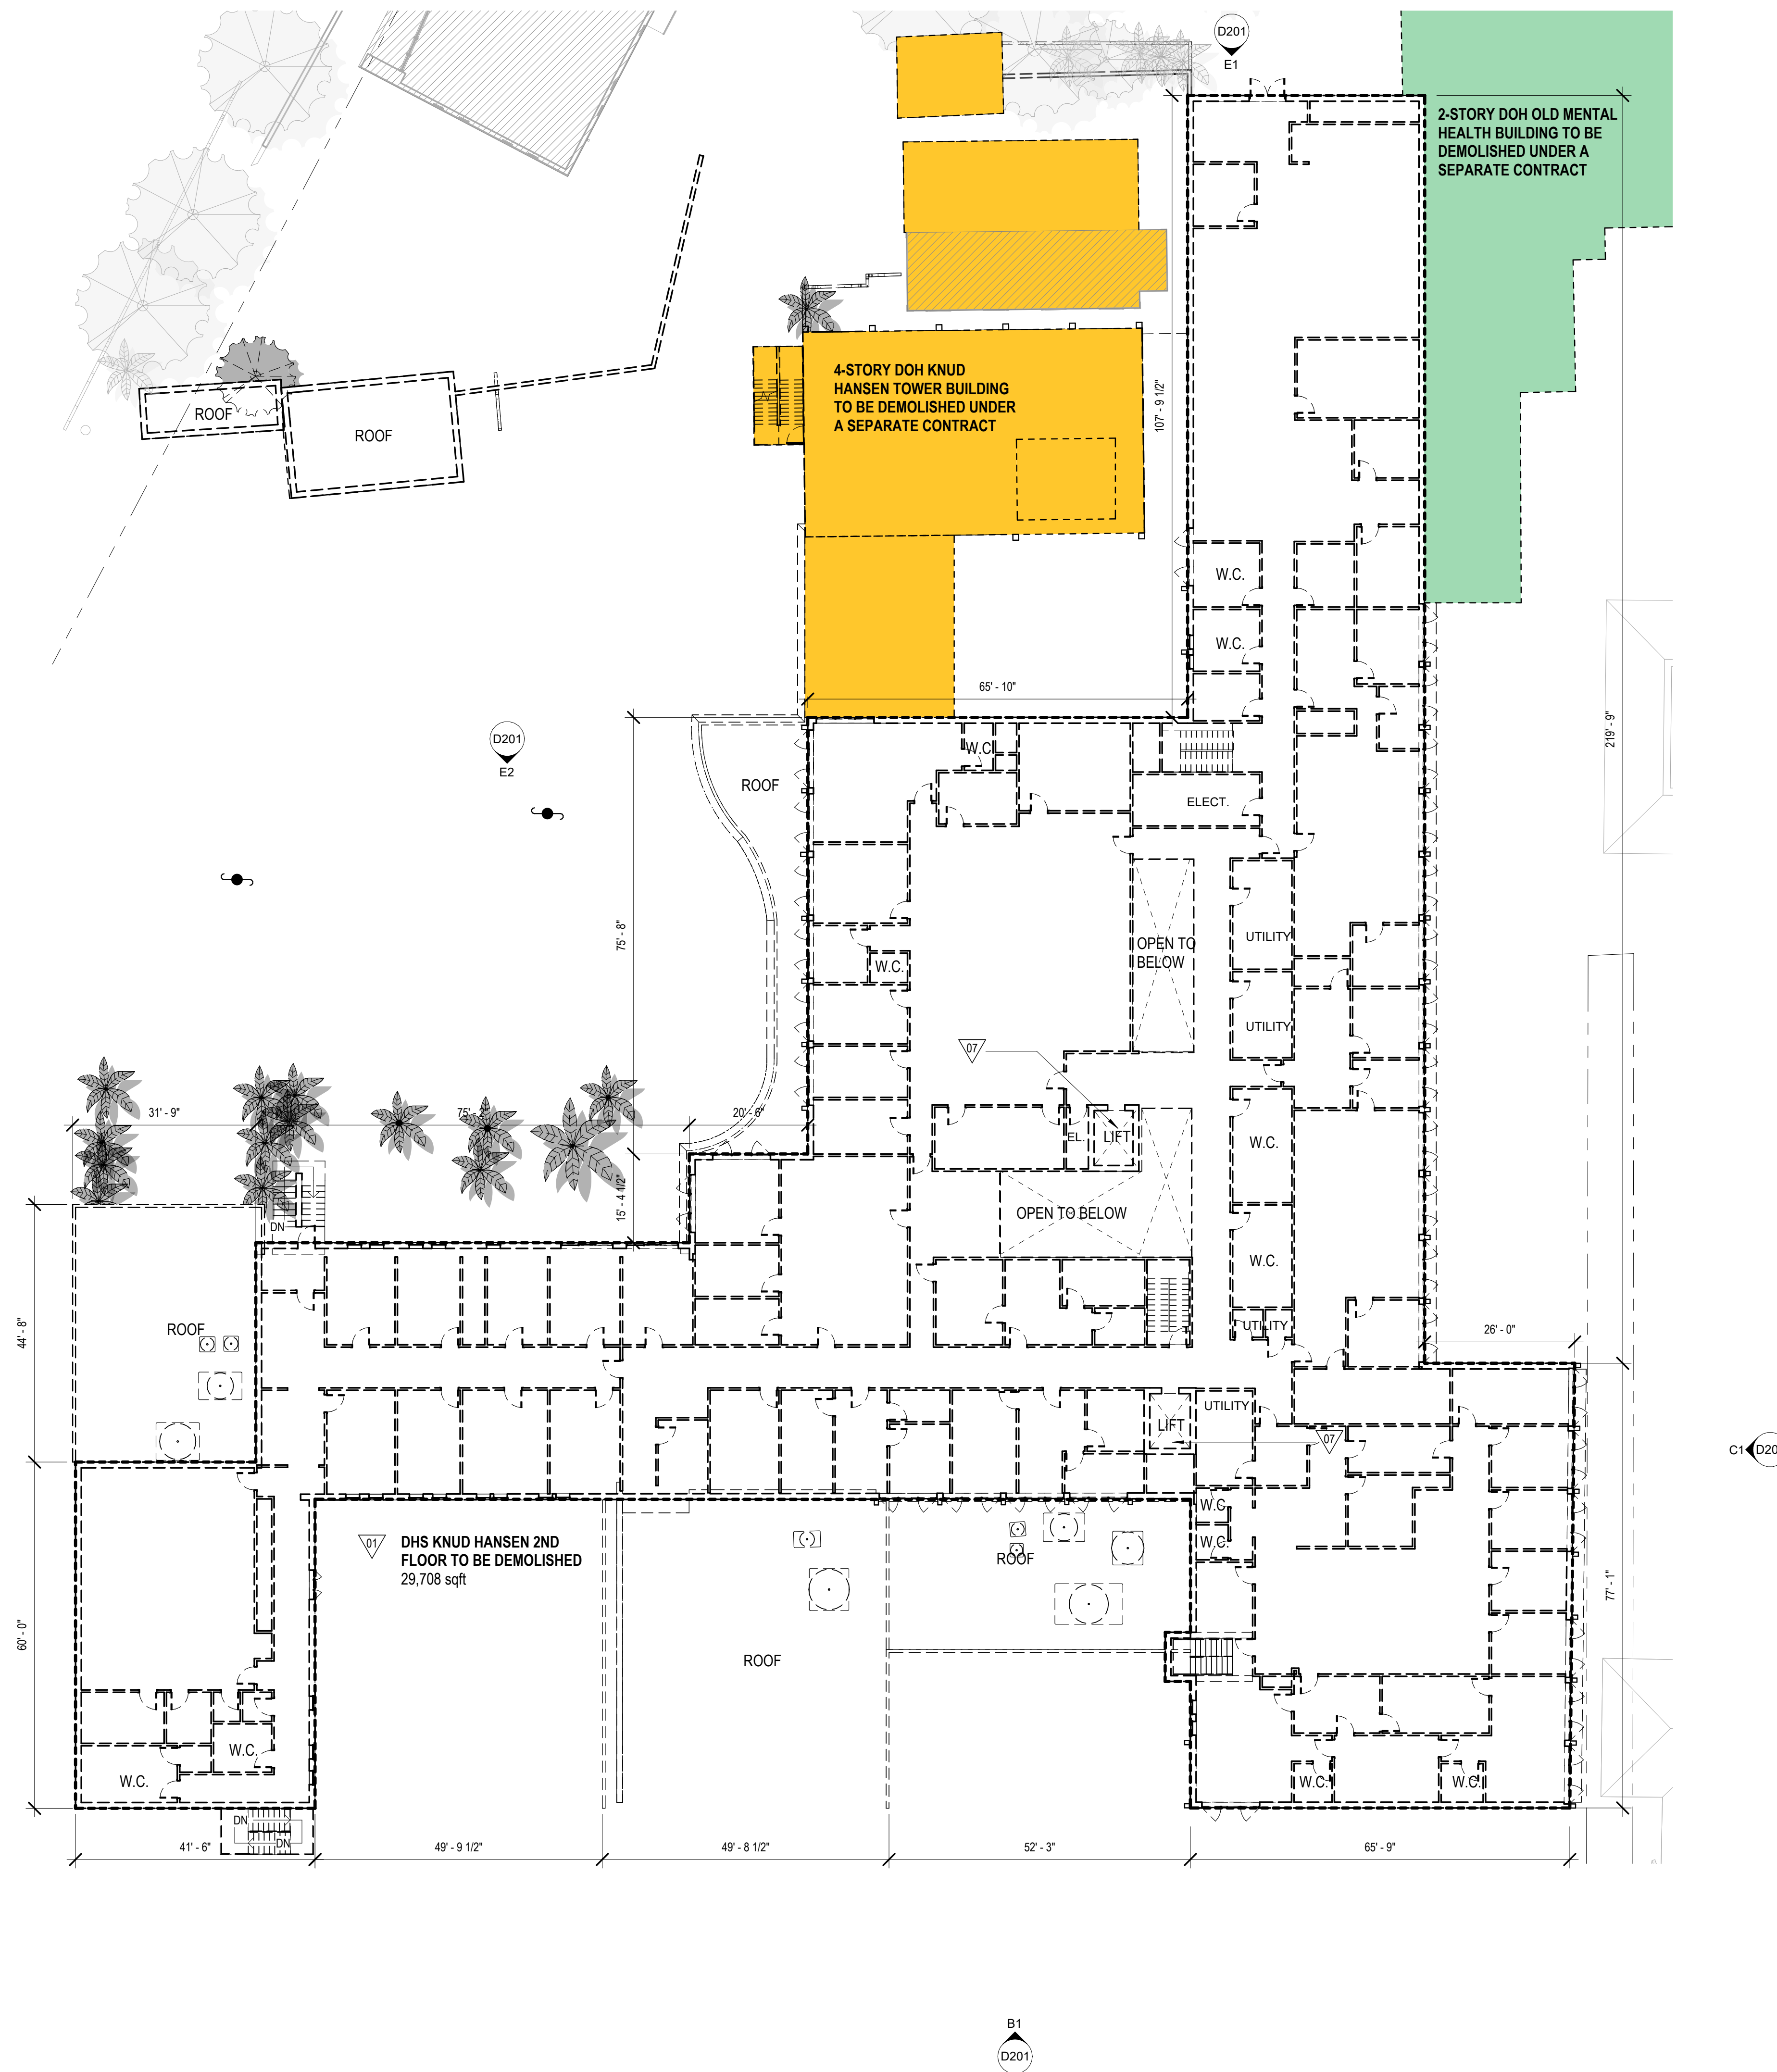 D201
E1
2-STORY DOH OLD MENTAL
HEALTH BUILDING TO BE
DEMOLISHED UNDER A
SEPARATE CONTRACT
4-STORY DOH KNUD
HANSEN TOWER BUILDING
TO BE DEMOLISHED UNDER
A SEPARATE CONTRACT
107' - 9 1/2"
ROOF
ROOF
W.C.
W.C.
65' - 10"
219' - 9"
D201
E2
W.C.
ROOF
ELECT.
75' - 8"
UTILITY
OPEN TO
BELOW
W.C.
UTILITY
07
31' - 9"
20' - 6"
EL.
LIFT
W.C.
15' - 4 1/2"
OPEN TO BELOW
DN
W.C.
44' - 8"
ROOF
UTILITY
26' - 0"
UTILITY
LIFT
07
C1
W.C.
01
DHS KNUD HANSEN 2ND
FLOOR TO BE DEMOLISHED
29,708 sqft
W.C.
ROOF
77' - 1"
60' - 0"
ROOF
W.C.
W.C.
W.C.
W.C.
DN
DN
41' - 6"
49' - 9 1/2"
49' - 8 1/2"
52' - 3"
65' - 9"
B1
D201